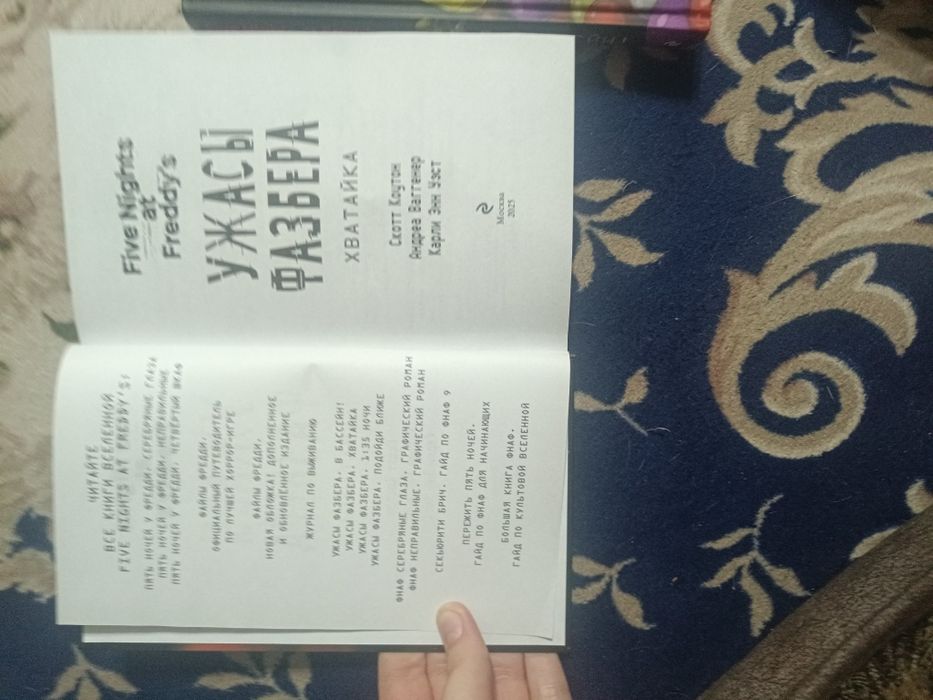 ЧИТАЙТЕ
ВСЕ КНИГИ ВСЕЛЕННОЙ
FIVE NIGHTS AT FREDDY'S:
ПЯТЬ НОЧЕЙ У ФРЕДДИ. СЕРЕБРЯНЫЕ ГЛАЗА
ПЯТЬ НОЧЕЙ У ФРЕДДИ. НЕПРАВИЛЬНЫЕ
ПЯТЬ НОЧЕЙ У ФРЕДДИ. ЧЕТВЕРТЫЙ ШКАФ
ФАЙЛЫ ФРЕДДИ.
ОФИЦИАЛЬНЫЙ ПУТЕВОДИТЕЛЬ
ПО ЛУЧШЕЙ ХОРРОР-ИГРЕ
ФАЙЛЫ ФРЕДДИ.
НОВАЯ ОБЛОЖКА! ДОПОЛНЕННОЕ
И ОБНОВЛЁННОЕ ИЗДАНИЕ
ЖУРНАЛ ПО ВЫЖИВАНИЮ
УЖАСЫ ФАЗБЕРА. В БАССЕЙН!
УЖАСЫ ФАЗБЕРА. ХВАТАЙКА
УЖАСЫ ФАЗБЕРА. 1:35 НОЧИ
УЖАСЫ ФАЗБЕРА. ПОДОЙДИ БЛИЖЕ
ФНАФ СЕРЕБРЯНЫЕ ГЛАЗА. ГРАФИЧЕСКИЙ РОМАН
ФНАФ НЕПРАВИЛЬНЫЕ. ГРАФИЧЕСКИЙ РОМАН
СЕКЬЮРИТИ БРИЧ. ГАЙД ПО ФНАФ 9
ПЕРЕЖИТЬ ПЯТЬ НОЧЕЙ.
ГАЙД ПО ФНАФ ДЛЯ НАЧИНАЮЩИХ
БОЛЬШАЯ КНИГА ФНАФ.
ГАЙД ПО КУЛЬТОВОЙ ВСЕЛЕННОЙ
Five Nights
at
Freddy's
УЖАСЫ
ФАЗБЕРА
ХВАТАЙКА
Скотт Коутон
Андреа Ваггенер
Карли Энн Уэст
Москва
2025